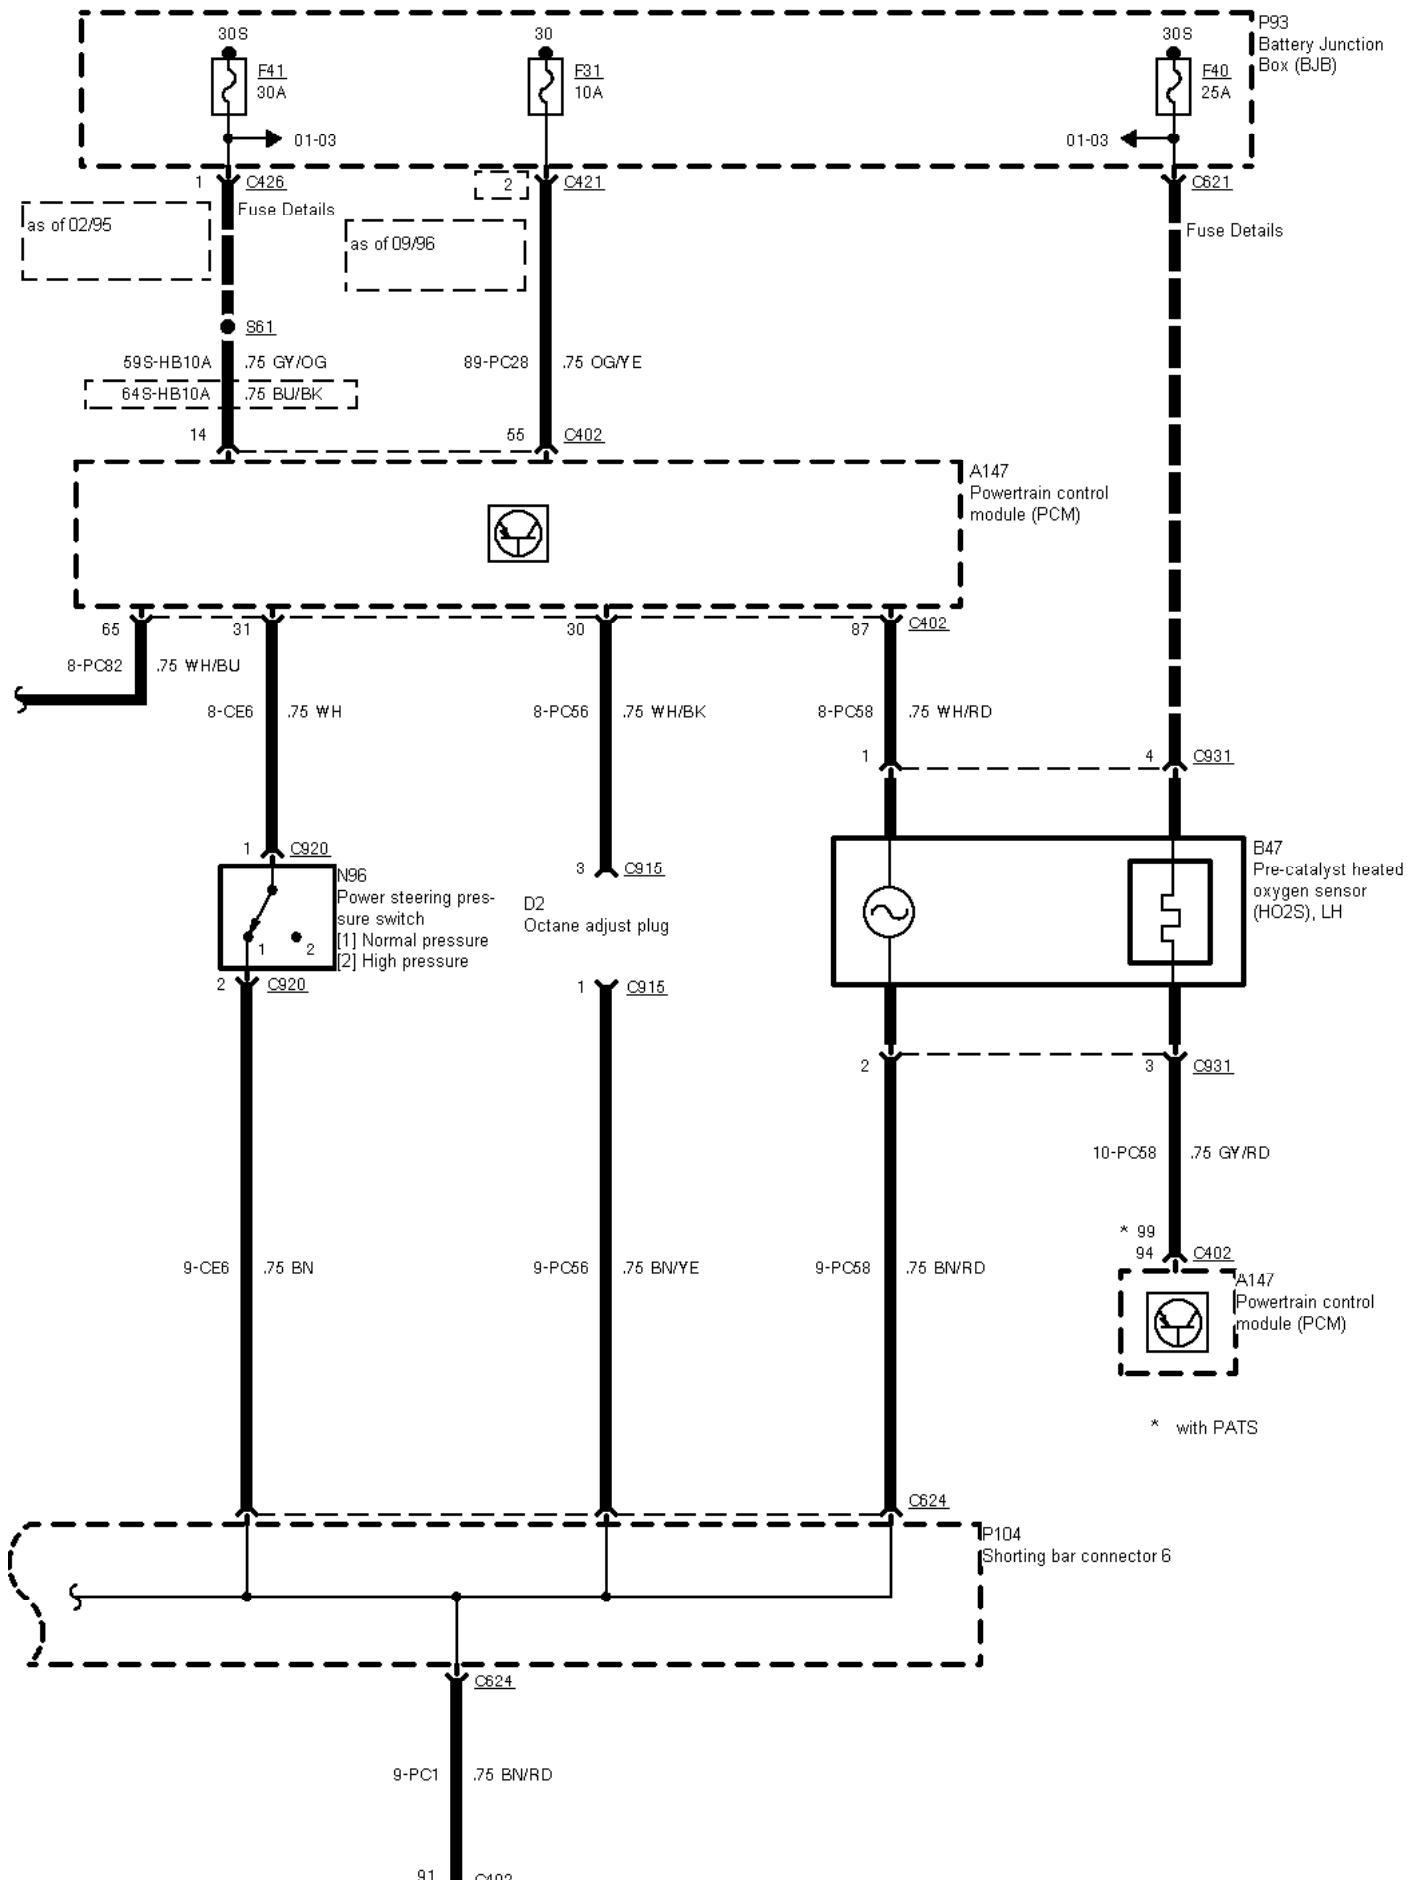 30S
30
30S
P93
Battery Junction
Box (BJB)
F41
30A
F31
10A
F40
25A
01-03
01-03
1
C426
2
C421
C621
Fuse Details
as of 02/95
as of 09/96
Fuse Details
S61
59S-HB10A
.75 GY/OG
89-PC28
.75 OG/YE
64S-HB10A
.75 BU/BK
14
55
C402
A147
Powertrain control
module (PCM)
65
31
30
87
C402
8-PC82
.75 WH/BU
8-CE6
.75 WH
8-PC56
.75 WH/BK
8-PC58
.75 WH/RD
1
4
C931
1
C920
N96
Power steering pres-
sure switch
[1] Normal pressure
[2] High pressure
1
2
3
C915
D2
Octane adjust plug
B47
Pre-catalyst heated
oxygen sensor
(HO2S), LH
2
C920
1
C915
2
3
C931
10-PC58
.75 GY/RD
* 99
94
C402
9-CE6
.75 BN
9-PC56
.75 BN/YE
9-PC58
.75 BN/RD
A147
Powertrain control
module (PCM)
* with PATS
C624
P104
Shorting bar connector 6
C624
9-PC1
.75 BN/RD
91
C402